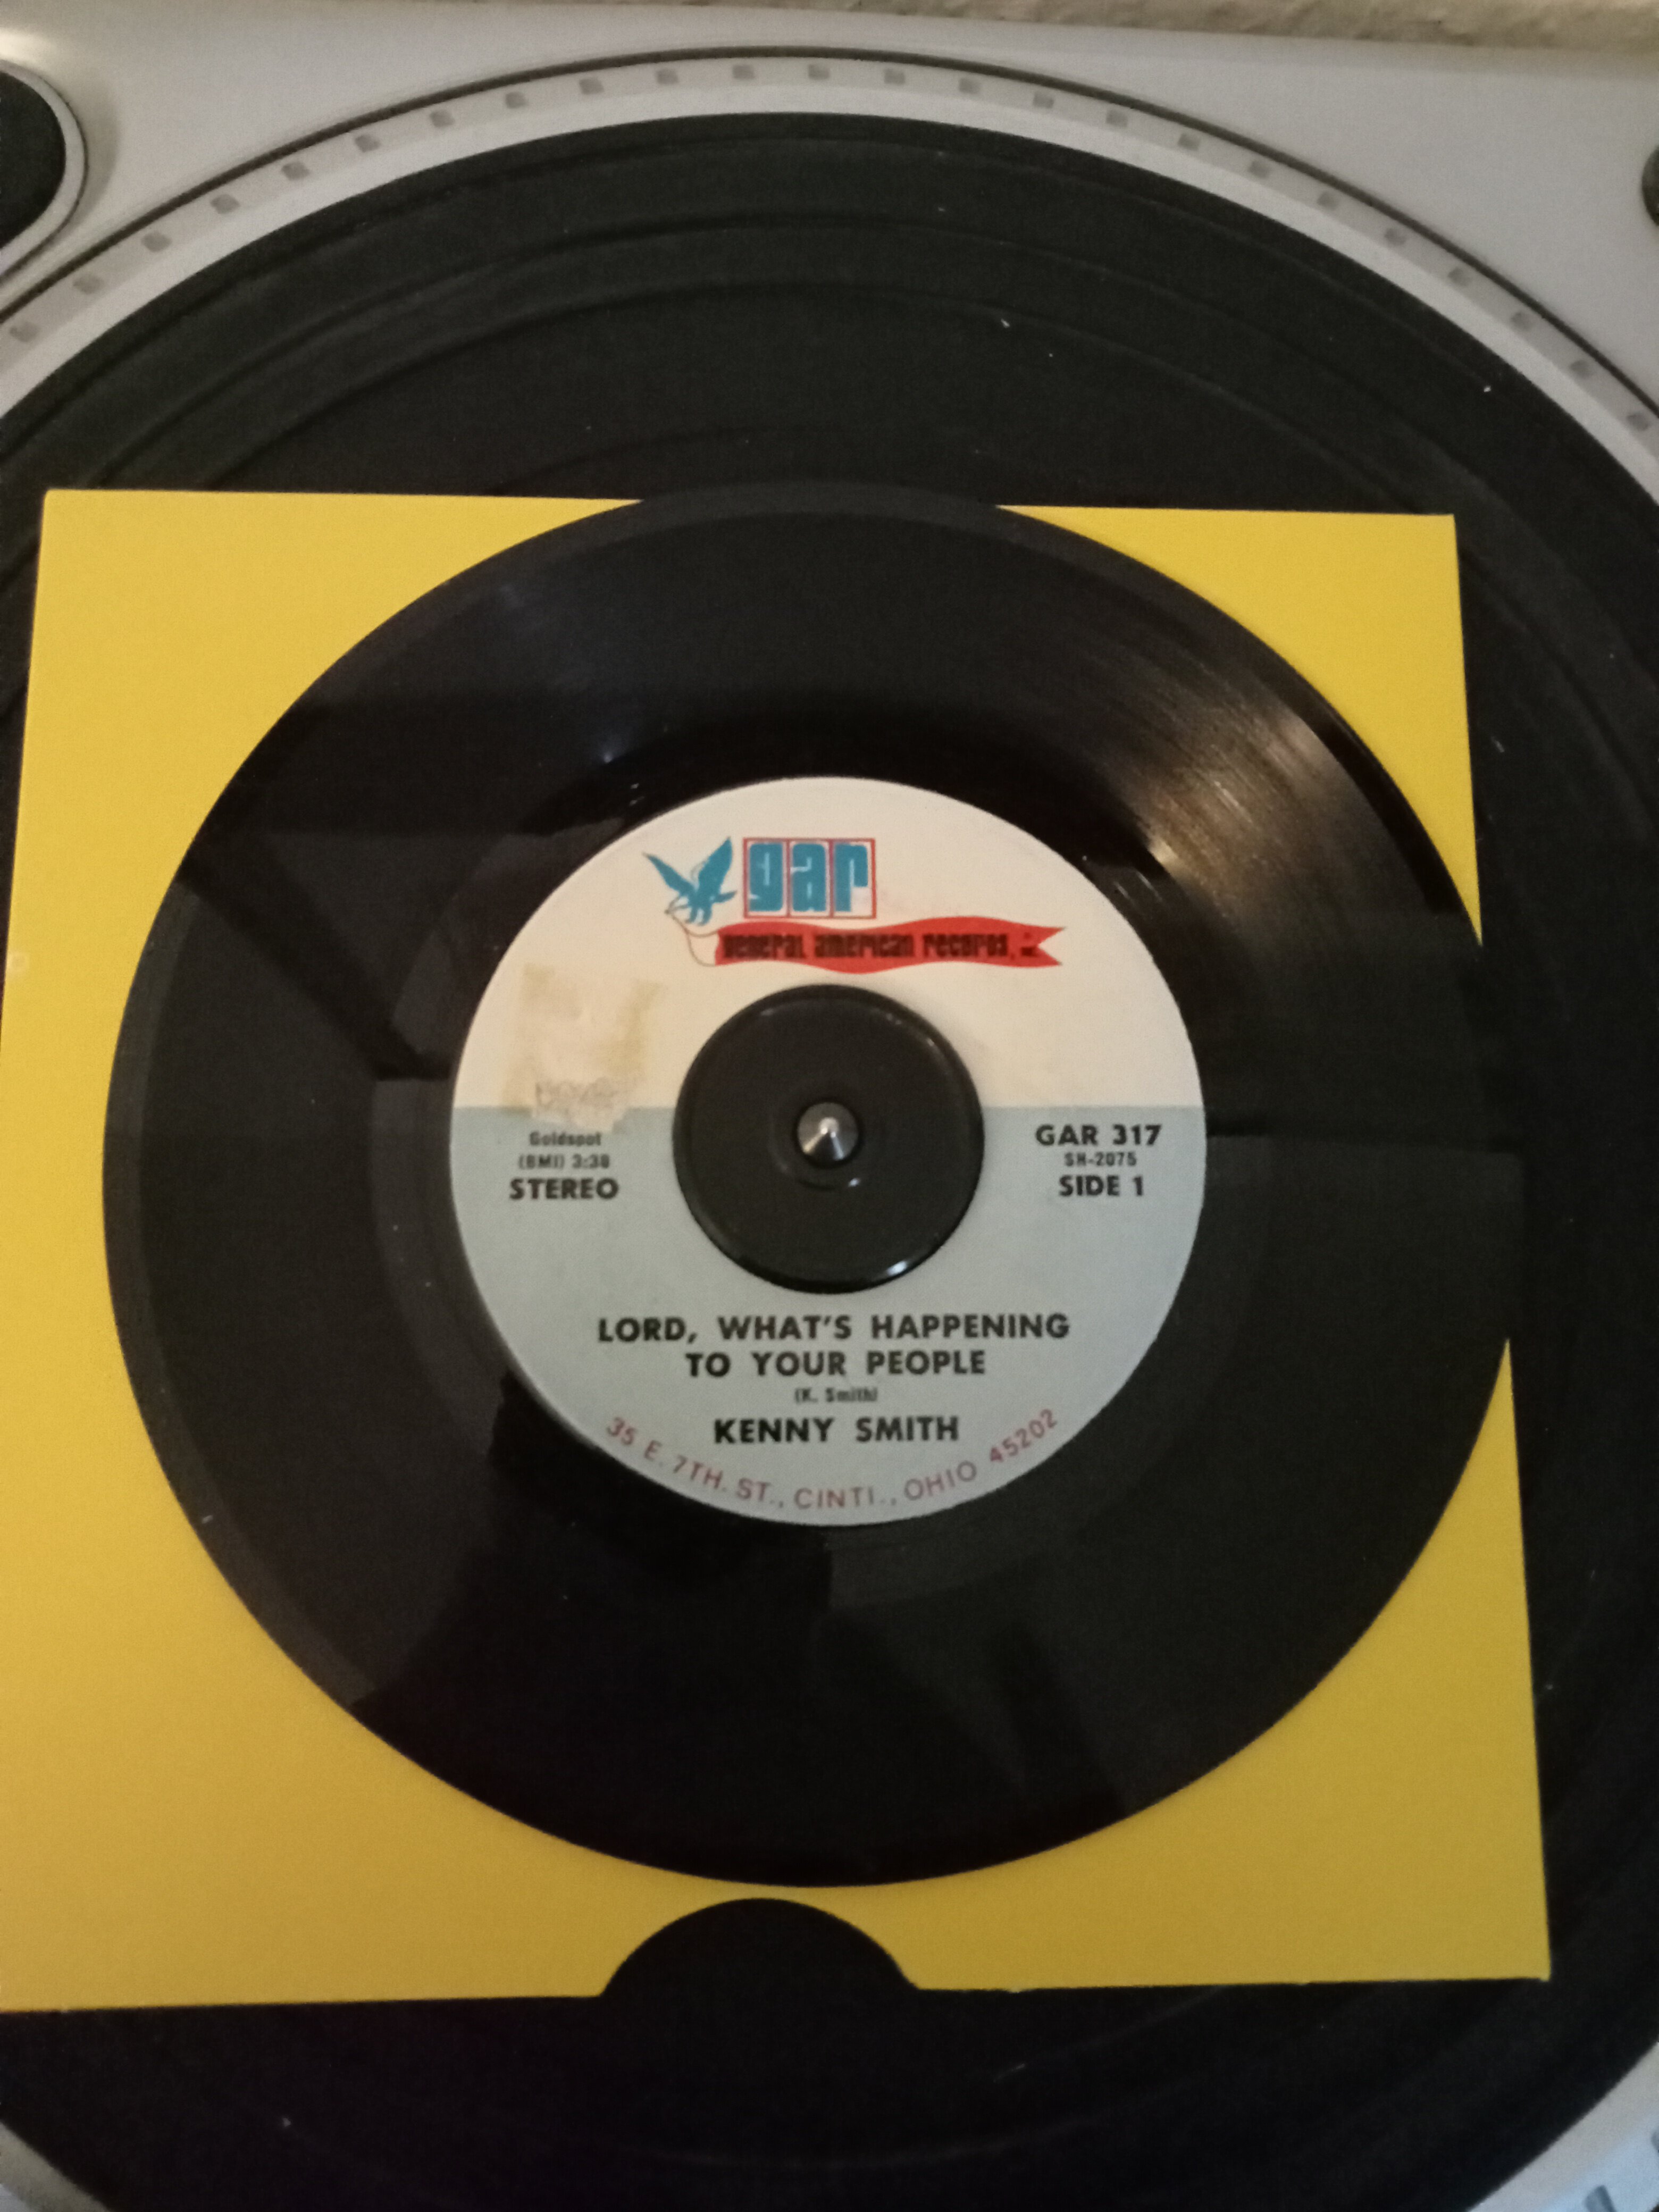 gar
general american records, inc.
Goldspot
(BMI) 3:38
STEREO
GAR 317
SH-2075
SIDE 1
LORD, WHAT'S HAPPENING
TO YOUR PEOPLE
(K. Smith)
KENNY SMITH
35 E. 7TH. ST., CINTI., OHIO 45202